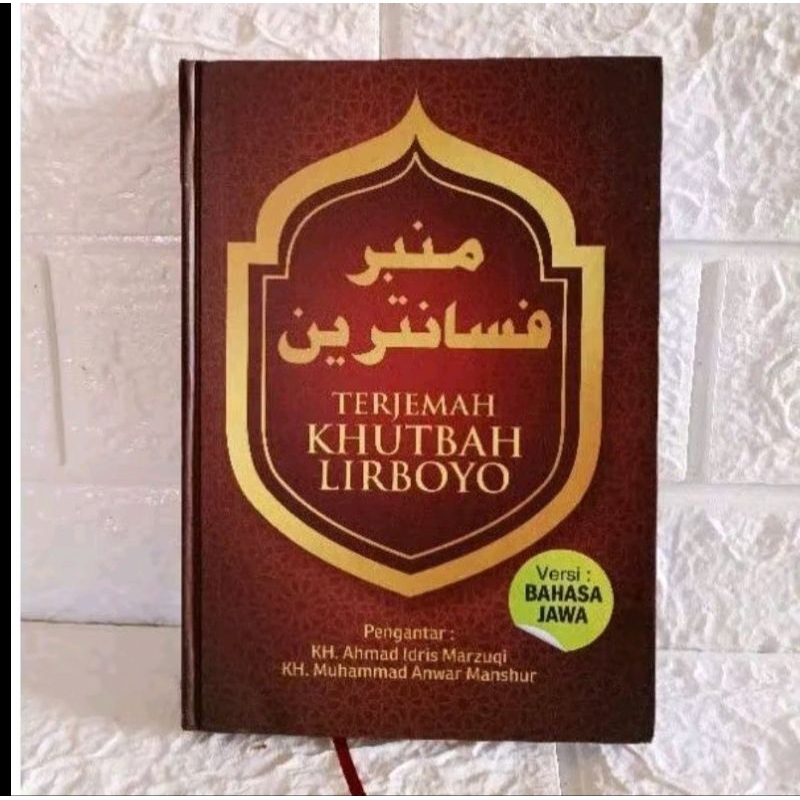 منبر
فسانترين
TERJEMAH
KHUTBAH
LIRBOYO
Versi :
BAHASA
JAWA
Pengantar :
KH. Ahmad Idris Marzuqi
KH. Muhammad Anwar Manshur